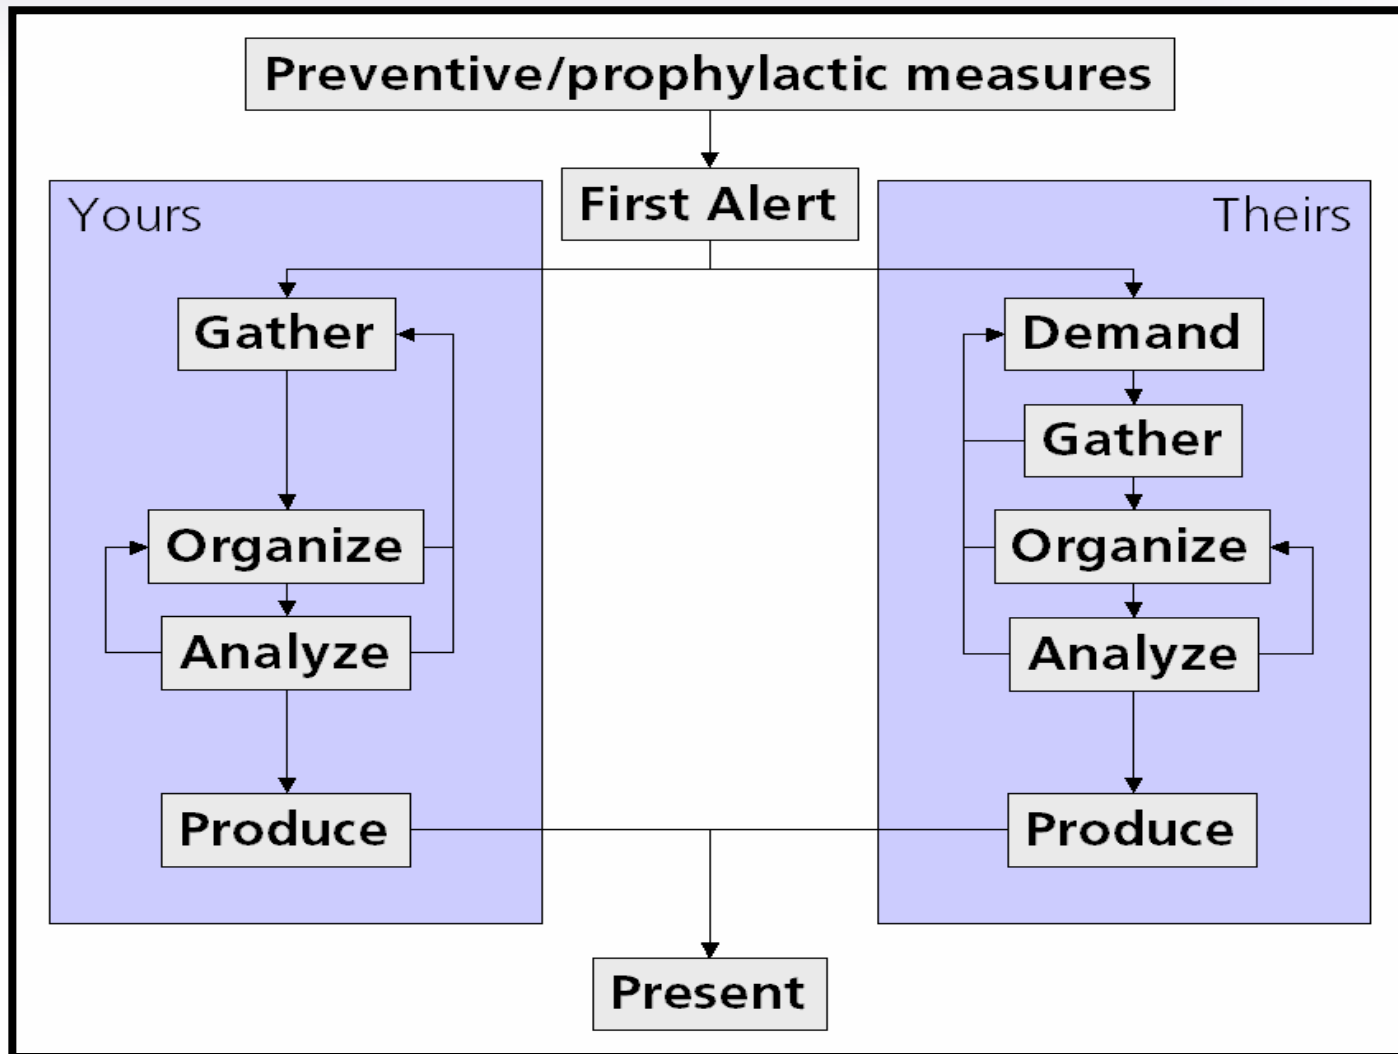 Preventive/prophylactic measures
First Alert
Yours
Gather
Organize
Analyze
Produce
Theirs
Demand
Gather
Organize
Analyze
Produce
Present